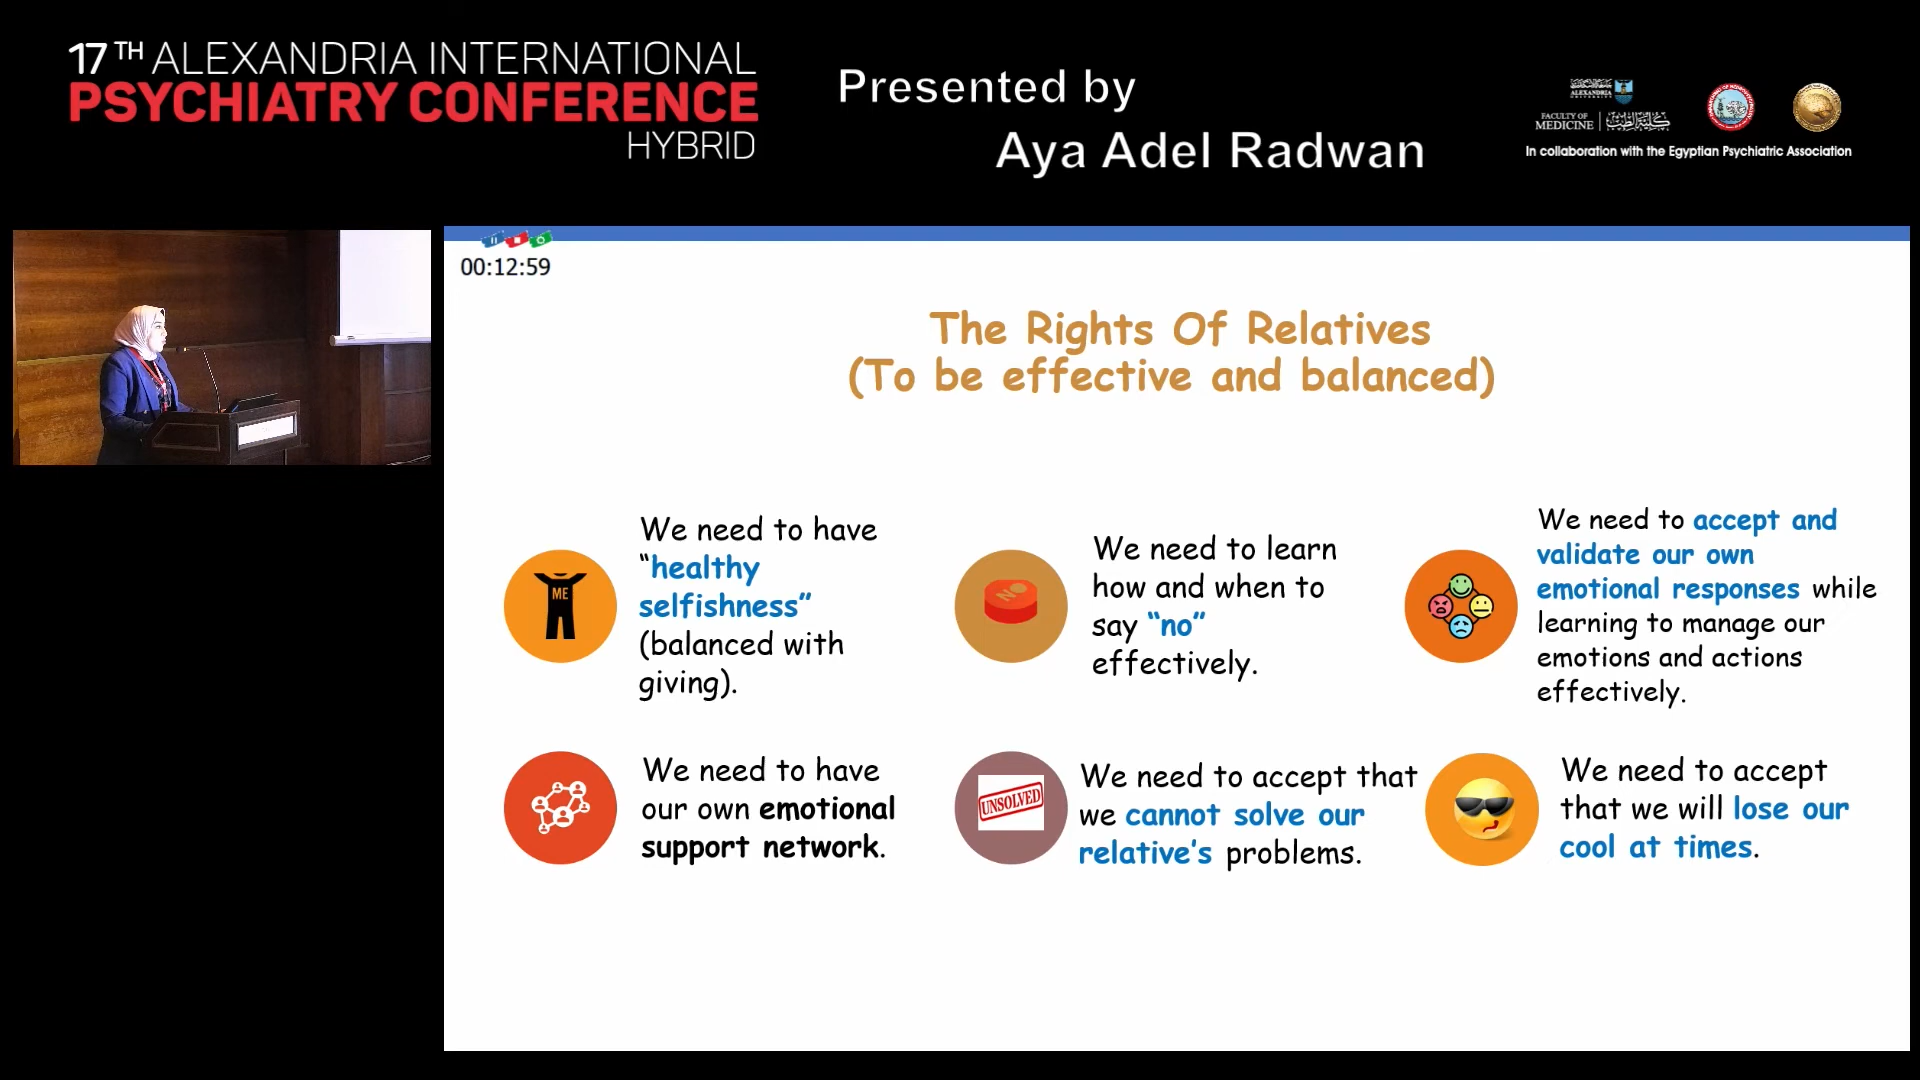 17TH ALEXANDRIA INTERNATIONAL
PSYCHIATRY CONFERENCE
HYBRID
Presented by
Aya Adel Radwan
ALEXANDRIA
FACULTY OF
MEDICINE
كلية الطب
In collaboration with the Egyptian Psychiatric Association
00:12:59
The Rights Of Relatives
(To be effective and balanced)
ME
We need to have
“healthy
selfishness”
(balanced with
giving).
NO
We need to learn
how and when to
say “no”
effectively.
We need to accept and
validate our own
emotional responses while
learning to manage our
emotions and actions
effectively.
We need to have
our own emotional
support network.
UNSOLVED
We need to accept that
we cannot solve our
relative’s problems.
We need to accept
that we will lose our
cool at times.